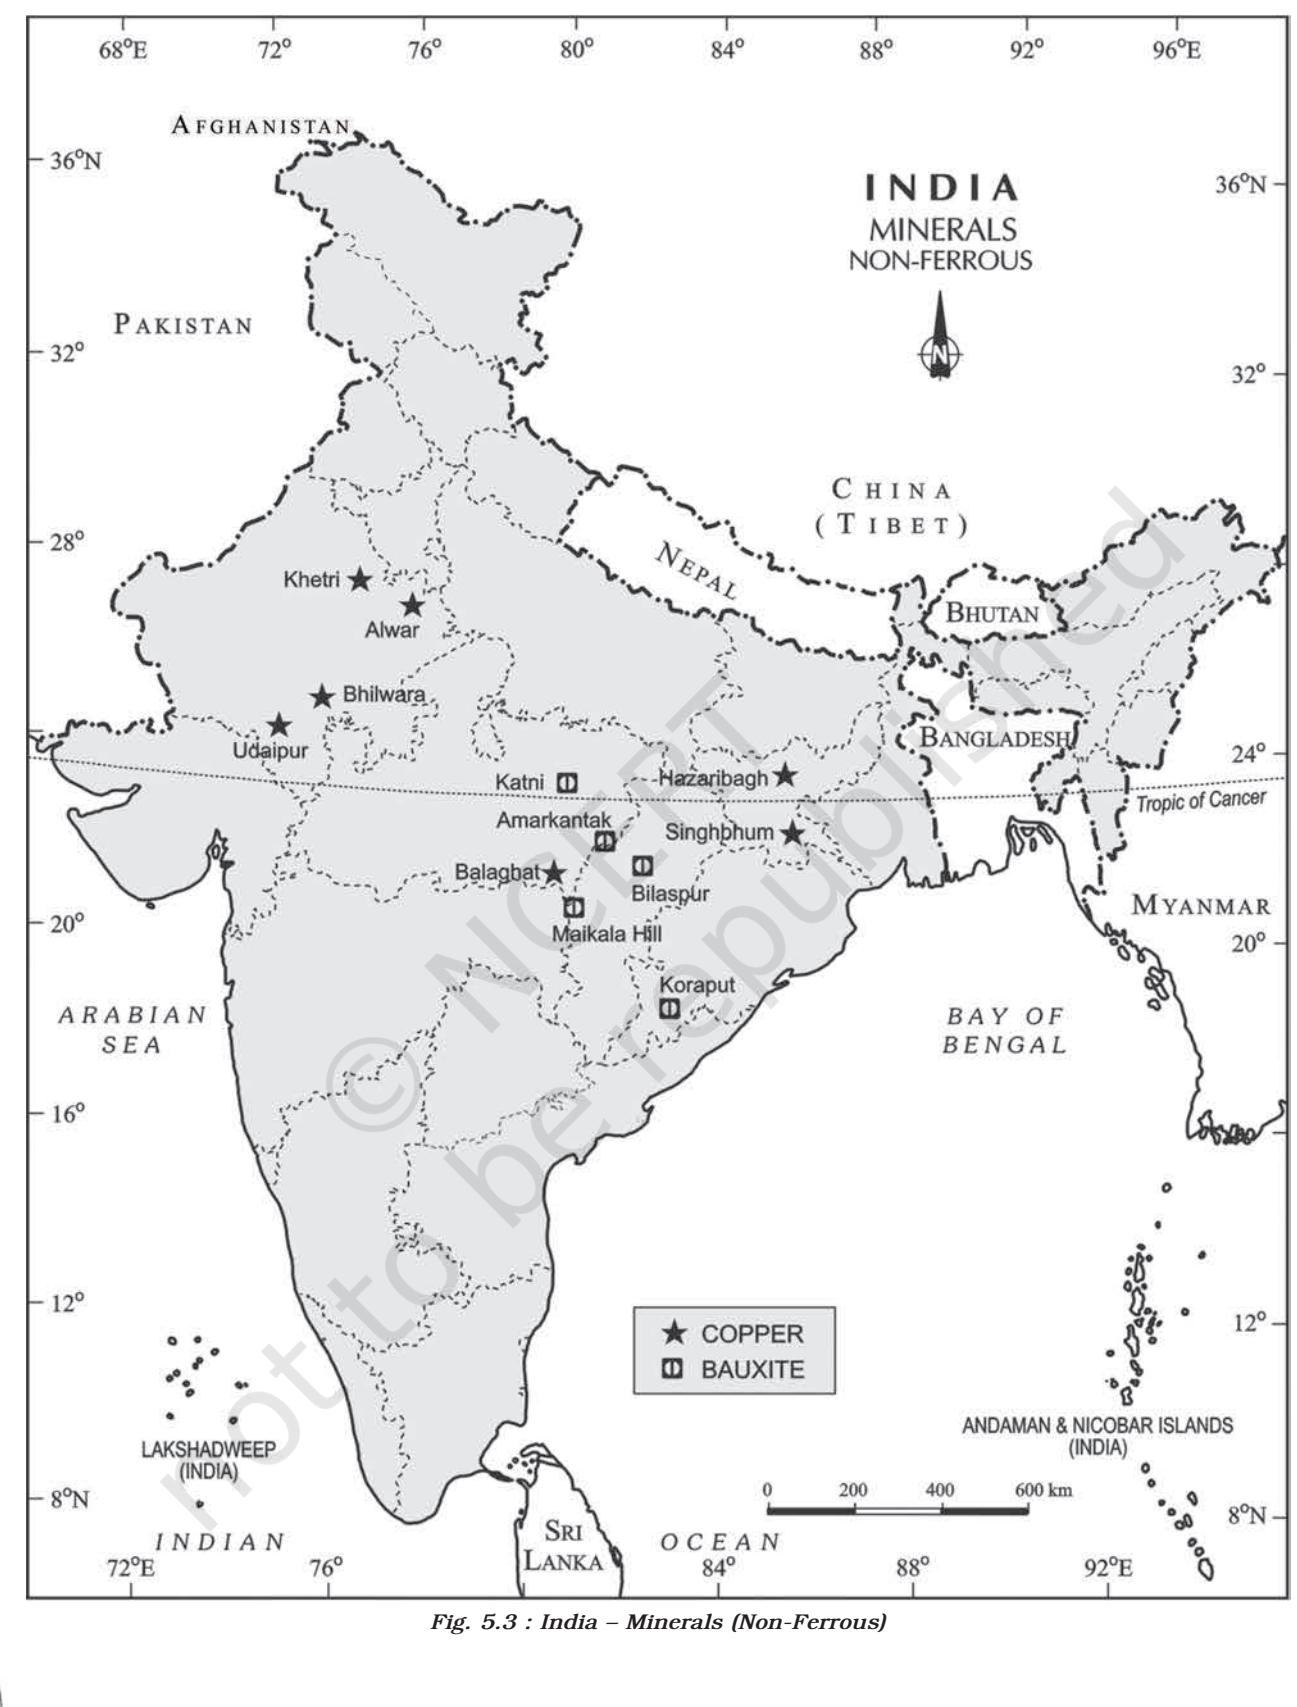 68°E 72° 76° 80° 84° 88° 92° 96°E
AFGHANISTAN
36°N
36°N
INDIA
MINERALS
NON-FERROUS
N
PAKISTAN
32°
32°
CHINA
(TIBET)
28°
NEPAL
Khetri
BHUTAN
Alwar
Bhilwara
Udaipur
BANGLADESH
24°
Katni
Hazaribagh
Tropic of Cancer
Amarkantak
Singhbhum
Balaghat
Bilaspur
MYANMAR
20°
Maikala Hill
20°
Koraput
ARABIAN
SEA
BAY OF
BENGAL
16°
12°
12°
COPPER
BAUXITE
LAKSHADWEEP
(INDIA)
ANDAMAN & NICOBAR ISLANDS
(INDIA)
0 200 400 600 km
8°N
8°N
INDIAN
OCEAN
SRI
LANKA
72°E 76° 84° 88° 92°E
© NCERT
not to be republished
Fig. 5.3 : India – Minerals (Non-Ferrous)